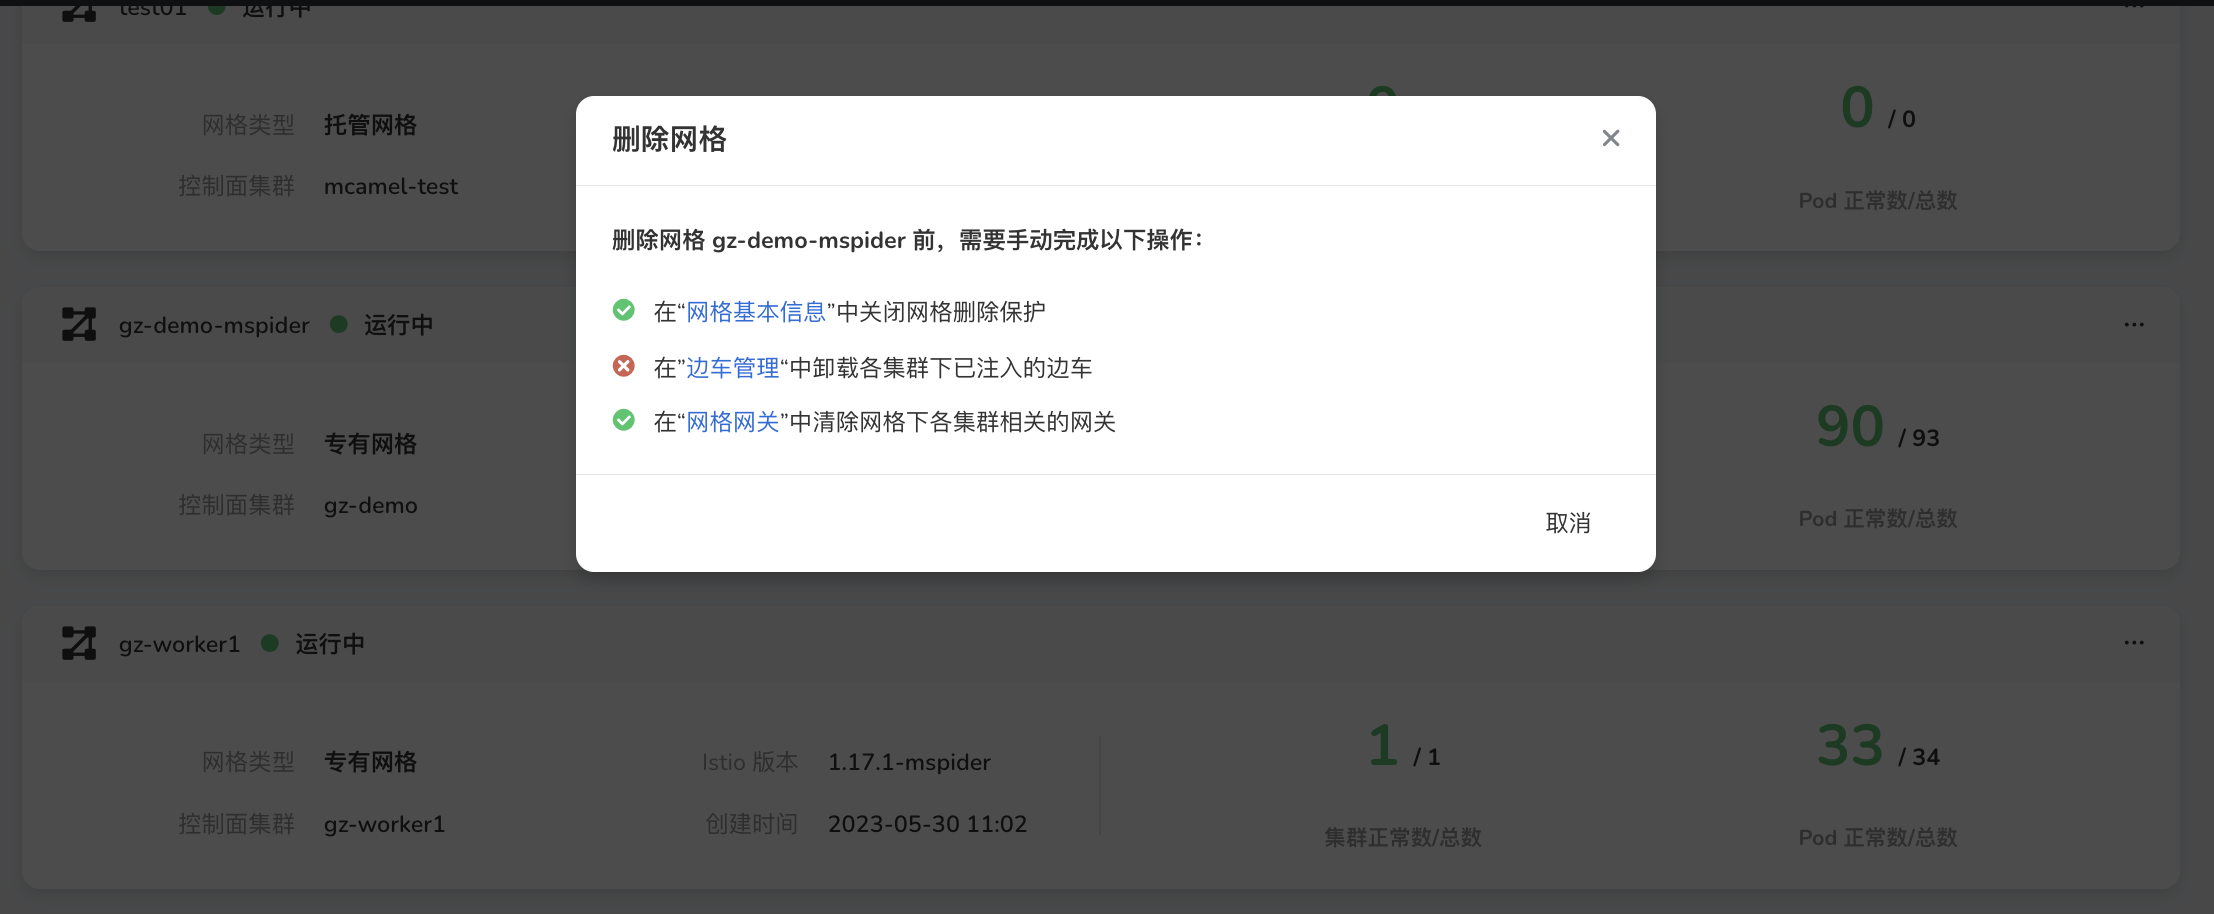 test01 运行中 ...
0
0 / 0
网格类型 托管网格
控制面集群 mcamel-test
Pod 正常数/总数
删除网格
删除网格 gz-demo-mspider 前，需要手动完成以下操作：
在“网格基本信息”中关闭网格删除保护
在”边车管理“中卸载各集群下已注入的边车
在“网格网关”中清除网格下各集群相关的网关
取消
gz-demo-mspider 运行中 ...
网格类型 专有网格
控制面集群 gz-demo
90 / 93
Pod 正常数/总数
gz-worker1 运行中 ...
网格类型 专有网格
控制面集群 gz-worker1
Istio 版本 1.17.1-mspider
创建时间 2023-05-30 11:02
1 / 1
集群正常数/总数
33 / 34
Pod 正常数/总数